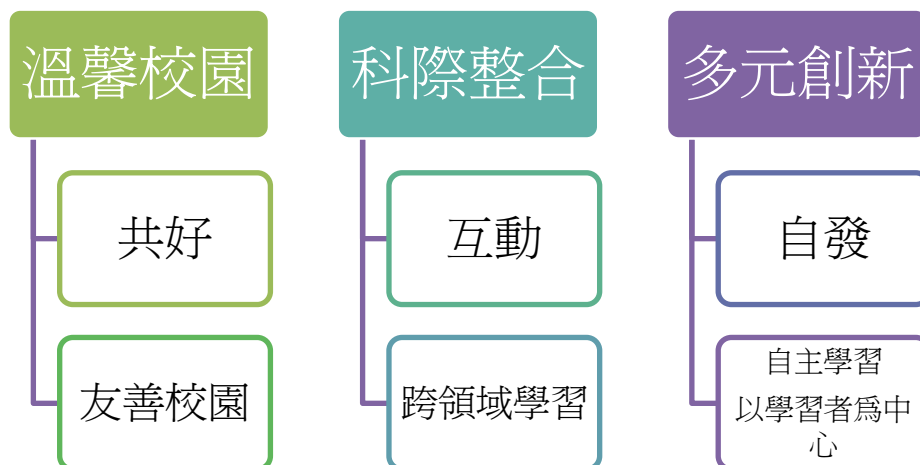 溫馨校園
共好
友善校園
科際整合
互動
跨領域學習
多元創新
自發
自主學習
以學習者爲中
心